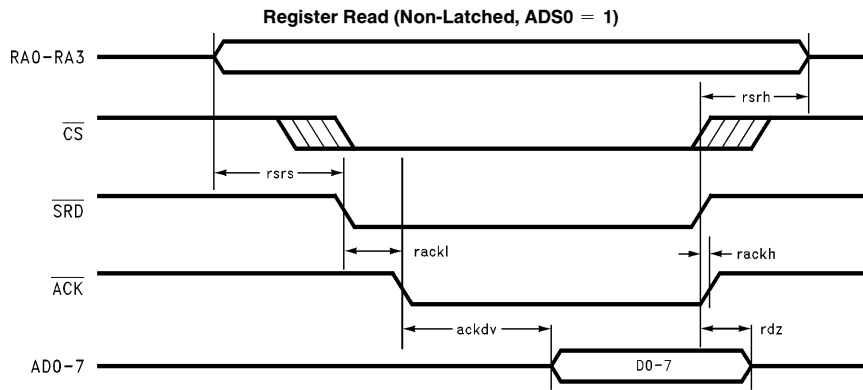 Register Read (Non-Latched, ADS0 = 1)
RA0-RA3
rsrh
CS
rsrs
SRD
rackl
rackh
ACK
ackdv
rdz
AD0-7
D0-7